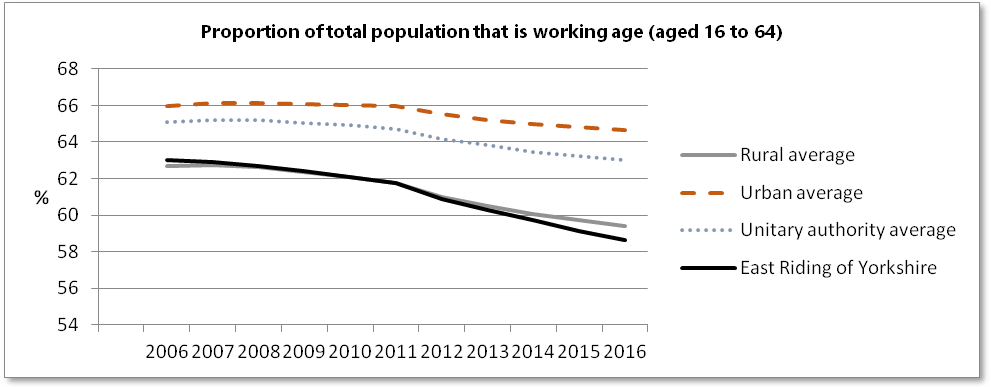 Proportion of total population that is working age (aged 16 to 64)
68
66
64
62
60
58
56
54
%
2006 2007 2008 2009 2010 2011 2012 2013 2014 2015 2016
Rural average
Urban average
Unitary authority average
East Riding of Yorkshire